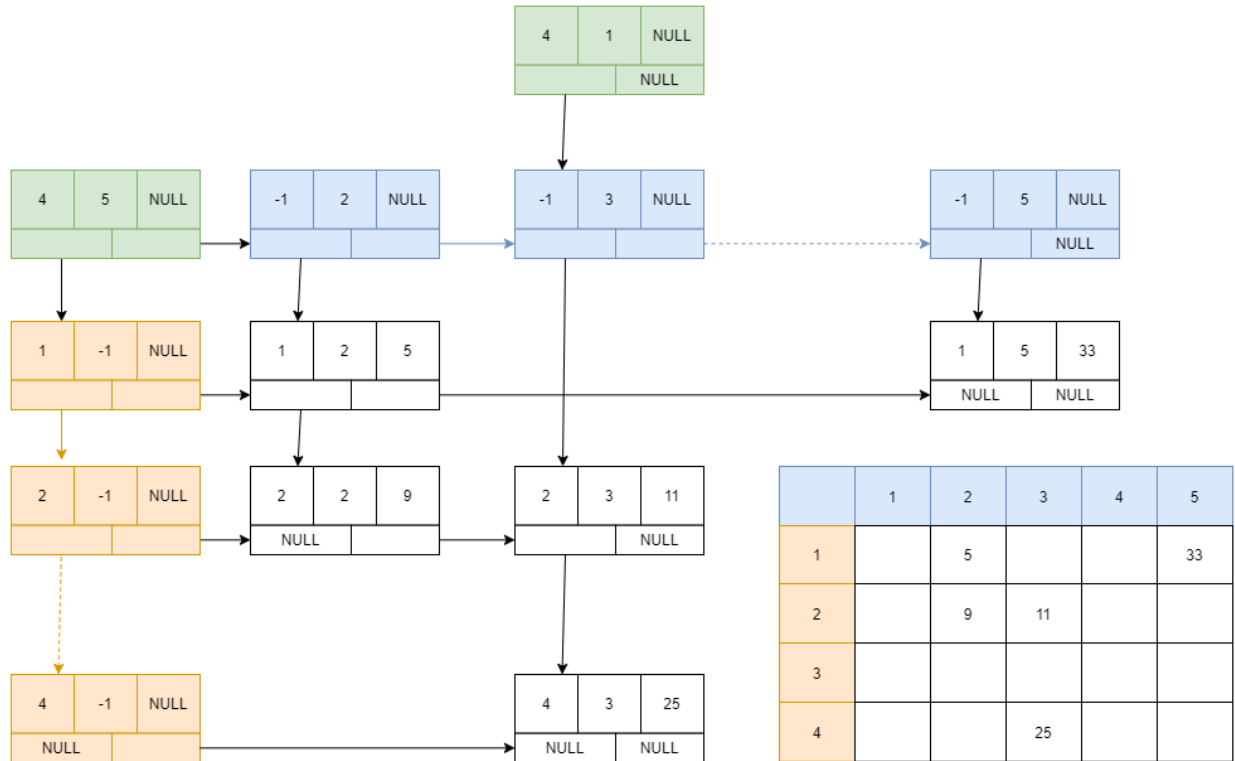 4 1 NULL
NULL
4 5 NULL
-1 2 NULL
-1 3 NULL
-1 5 NULL
NULL
1 -1 NULL
1 2 5
1 5 33
NULL NULL
2 -1 NULL
2 2 9
NULL
2 3 11
NULL
4 -1 NULL
NULL
4 3 25
NULL NULL
1 2 3 4 5
1 5 33
2 9 11
3
4 25